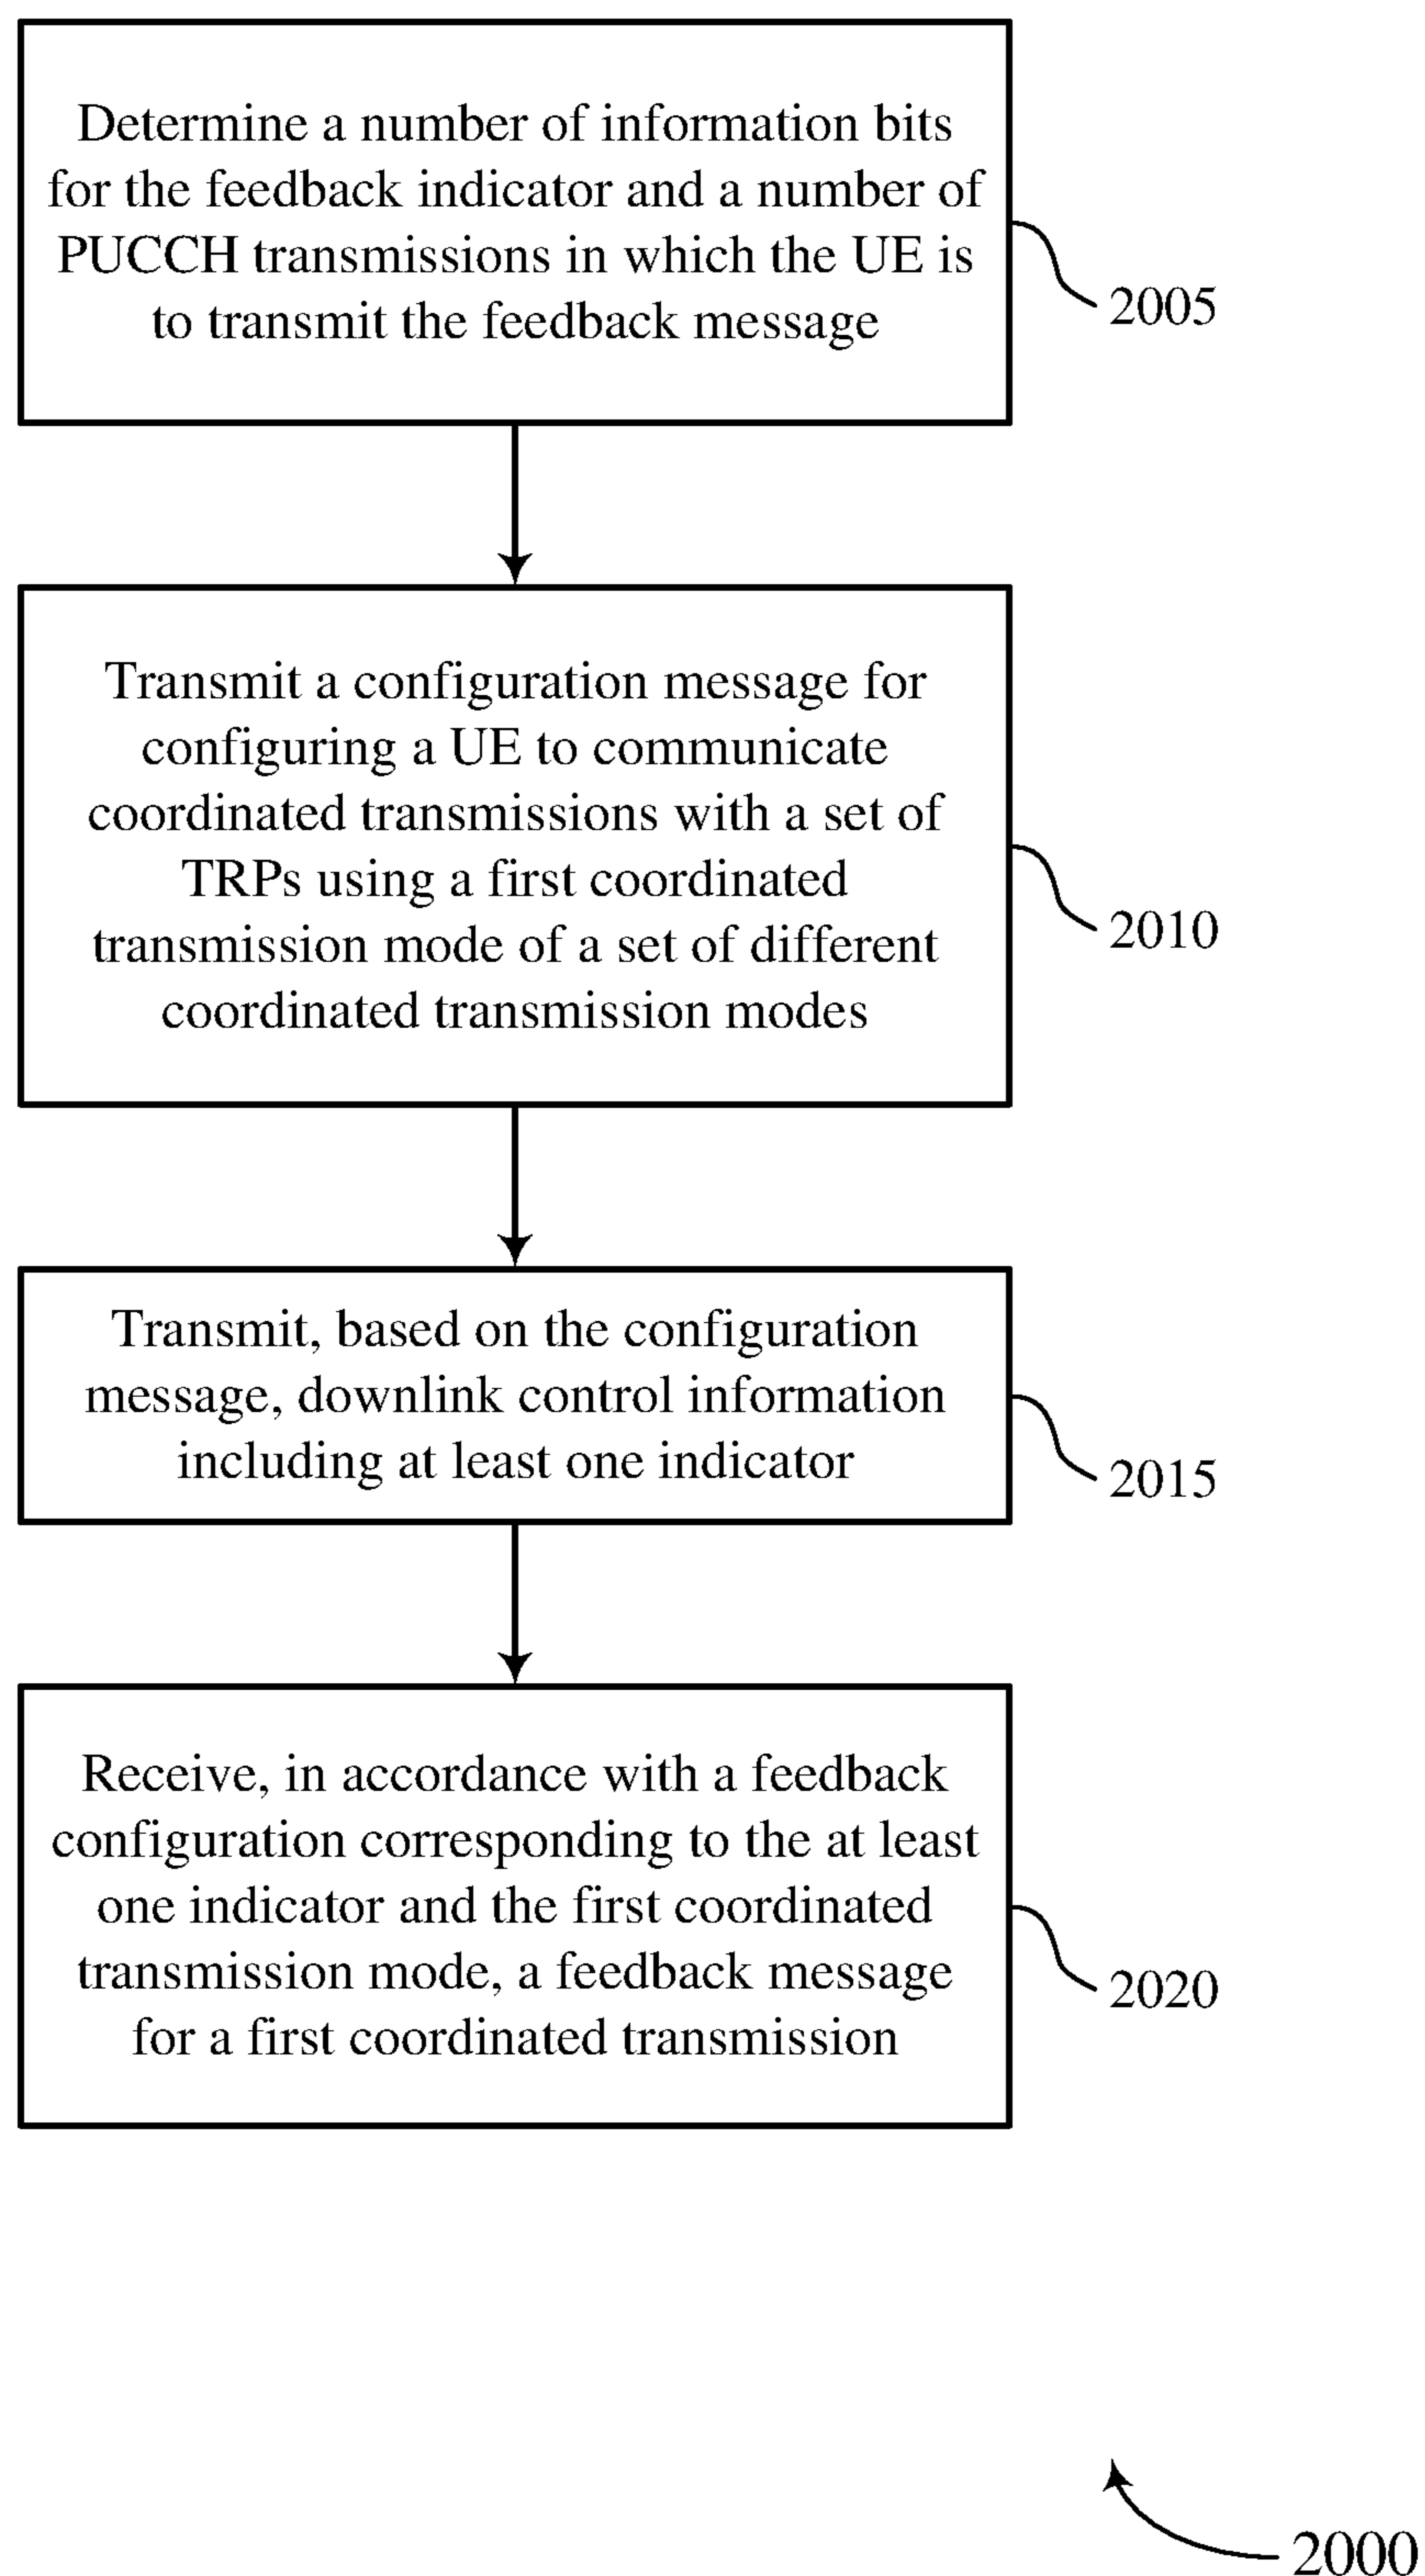 Determine a number of information bits
for the feedback indicator and a number of
PUCCH transmissions in which the UE is
to transmit the feedback message
2005
Transmit a configuration message for
configuring a UE to communicate
coordinated transmissions with a set of
TRPs using a first coordinated
transmission mode of a set of different
coordinated transmission modes
2010
Transmit, based on the configuration
message, downlink control information
including at least one indicator
2015
Receive, in accordance with a feedback
configuration corresponding to the at least
one indicator and the first coordinated
transmission mode, a feedback message
for a first coordinated transmission
2020
2000